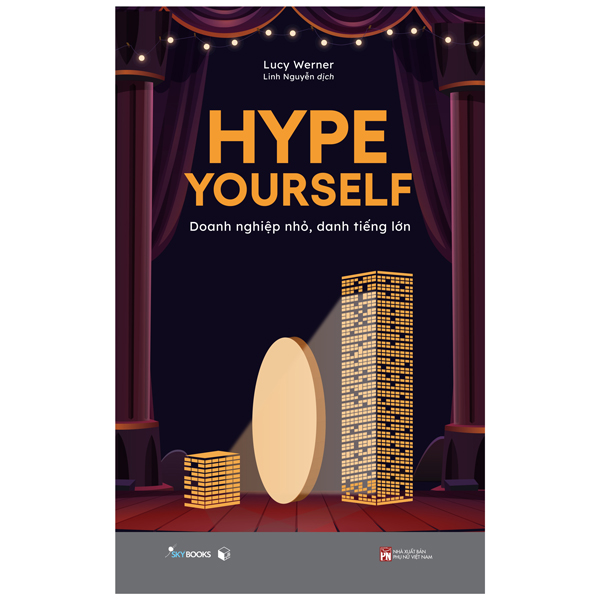 Lucy Werner
Linh Nguyễn dịch
HYPE
YOURSELF
Doanh nghiệp nhỏ, danh tiếng lớn
SKYBOOKS
PN
NHÀ XUẤT BẢN
PHỤ NỮ VIỆT NAM